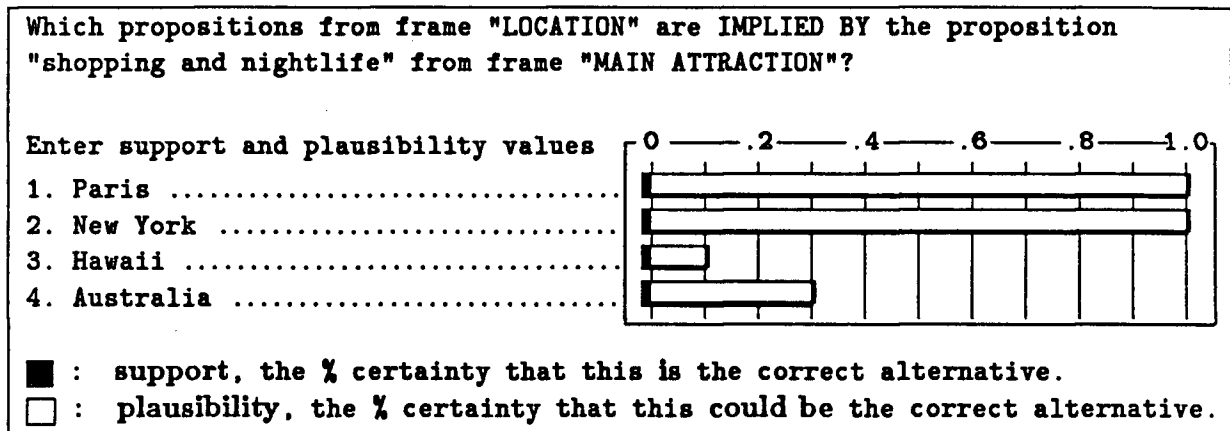 Which propositions from frame "LOCATION" are IMPLIED BY the proposition
"shopping and nightlife" from frame "MAIN ATTRACTION"?
Enter support and plausibility values 0 .2 .4 .6 .8 1.0
1. Paris ..........................................
2. New York .....................................
3. Hawaii .........................................
4. Australia ....................................
■ : support, the % certainty that this is the correct alternative.
□ : plausibility, the % certainty that this could be the correct alternative.